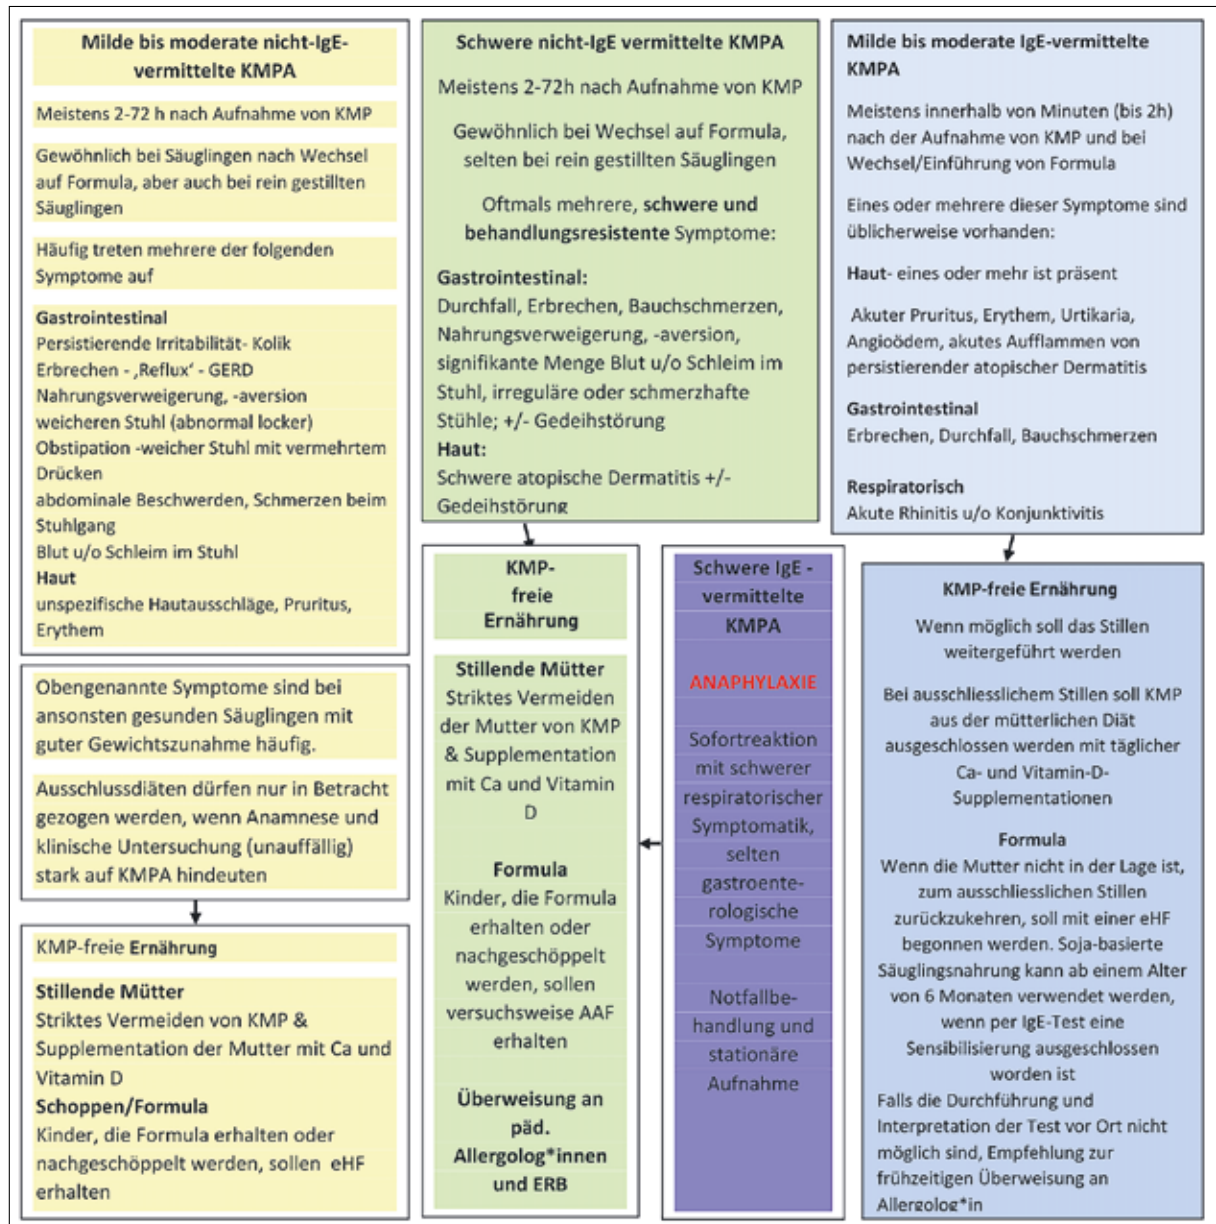 Milde bis moderate nicht-IgE-
vermittelte KMPA
Meistens 2-72 h nach Aufnahme von KMP
Gewöhnlich bei Säuglingen nach Wechsel
auf Formula, aber auch bei rein gestillten
Säuglingen
Häufig treten mehrere der folgenden
Symptome auf
Gastrointestinal
Persistierende Irritabilität- Kolik
Erbrechen - ‚Reflux' - GERD
Nahrungsverweigerung, -aversion
weicheren Stuhl (abnormal locker)
Obstipation -weicher Stuhl mit vermehrtem
Drücken
abdominale Beschwerden, Schmerzen beim
Stuhlgang
Blut u/o Schleim im Stuhl
Haut
unspezifische Hautausschläge, Pruritus,
Erythem
Obengenannte Symptome sind bei
ansonsten gesunden Säuglingen mit
guter Gewichtszunahme häufig.
Ausschlussdiäten dürfen nur in Betracht
gezogen werden, wenn Anamnese und
klinische Untersuchung (unauffällig)
stark auf KMPA hindeuten
KMP-freie Ernährung
Stillende Mütter
Striktes Vermeiden von KMP &
Supplementation der Mutter mit Ca und
Vitamin D
Schoppen/Formula
Kinder, die Formula erhalten oder
nachgeschöppelt werden, sollen eHF
erhalten
Schwere nicht-IgE vermittelte KMPA
Meistens 2-72h nach Aufnahme von KMP
Gewöhnlich bei Wechsel auf Formula,
selten bei rein gestillten Säuglingen
Oftmals mehrere, schwere und
behandlungsresistente Symptome:
Gastrointestinal:
Durchfall, Erbrechen, Bauchschmerzen,
Nahrungsverweigerung, -aversion,
signifikante Menge Blut u/o Schleim im
Stuhl, irreguläre oder schmerzhafte
Stühle; +/- Gedeihstörung
Haut:
Schwere atopische Dermatitis +/-
Gedeihstörung
KMP-
freie
Ernährung
Stillende Mütter
Striktes Vermeiden
der Mutter von KMP
& Supplementation
mit Ca und Vitamin
D
Formula
Kinder, die Formula
erhalten oder
nachgeschöppelt
werden, sollen
versuchsweise AAF
erhalten
Überweisung an
päd.
Allergolog*innen
und ERB
Schwere IgE -
vermittelte
KMPA
ANAPHYLAXIE
Sofortreaktion
mit schwerer
respiratorischer
Symptomatik,
selten
gastroente-
rologische
Symptome
Notfallbe-
handlung und
stationäre
Aufnahme
Milde bis moderate IgE-vermittelte
KMPA
Meistens innerhalb von Minuten (bis 2h)
nach der Aufnahme von KMP und bei
Wechsel/Einführung von Formula
Eines oder mehrere dieser Symptome sind
üblicherweise vorhanden:
Haut- eines oder mehr ist präsent
Akuter Pruritus, Erythem, Urtikaria,
Angioödem, akutes Aufflammen von
persistierender atopischer Dermatitis
Gastrointestinal
Erbrechen, Durchfall, Bauchschmerzen
Respiratorisch
Akute Rhinitis u/o Konjunktivitis
KMP-freie Ernährung
Wenn möglich soll das Stillen
weitergeführt werden
Bei ausschliesslichem Stillen soll KMP
aus der mütterlichen Diät
ausgeschlossen werden mit täglicher
Ca- und Vitamin-D-
Supplementationen
Formula
Wenn die Mutter nicht in der Lage ist,
zum ausschliesslichen Stillen
zurückzukehren, soll mit einer eHF
begonnen werden. Soja-basierte
Säuglingsnahrung kann ab einem Alter
von 6 Monaten verwendet werden,
wenn per IgE-Test eine
Sensibilisierung ausgeschlossen
worden ist
Falls die Durchführung und
Interpretation der Test vor Ort nicht
möglich sind, Empfehlung zur
frühzeitigen Überweisung an
Allergolog*in